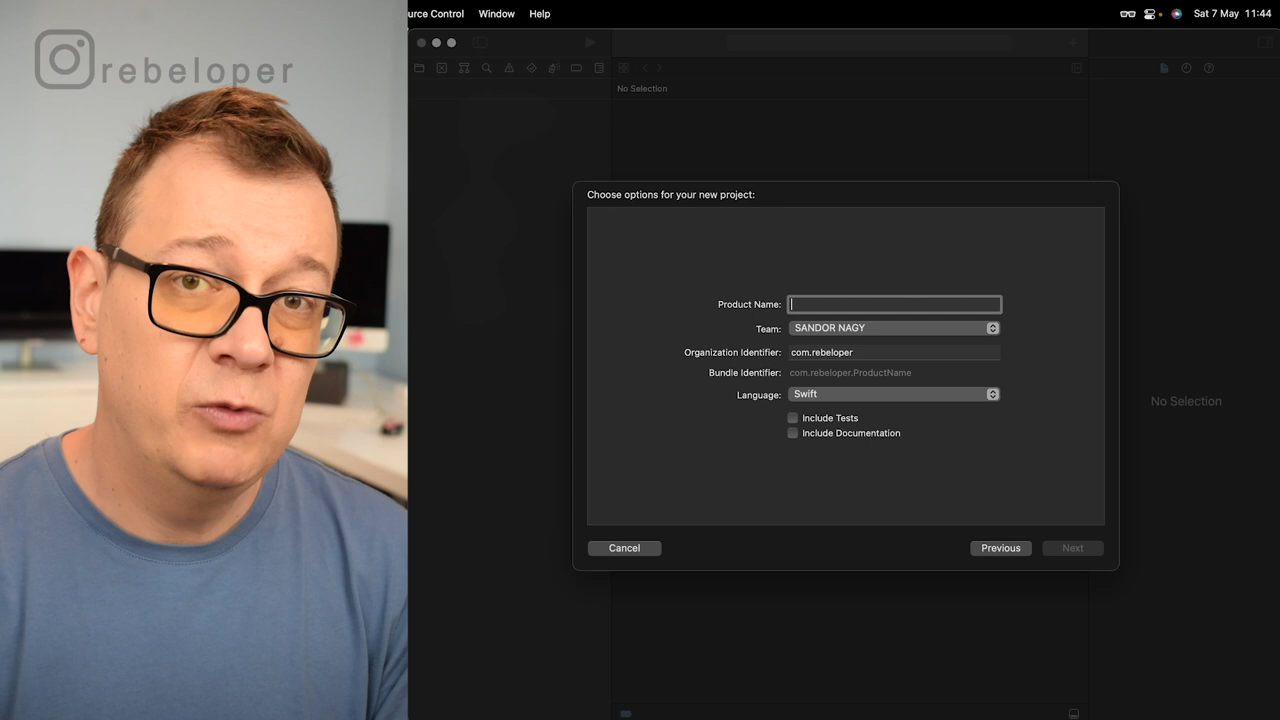 rebeloper
urce Control Window Help
Sat 7 May 11:44
No Selection
Choose options for your new project:
Product Name:
Team: SANDOR NAGY
Organization Identifier: com.rebeloper
Bundle Identifier: com.rebeloper.ProductName
Language: Swift
Include Tests
Include Documentation
No Selection
Cancel Previous Next